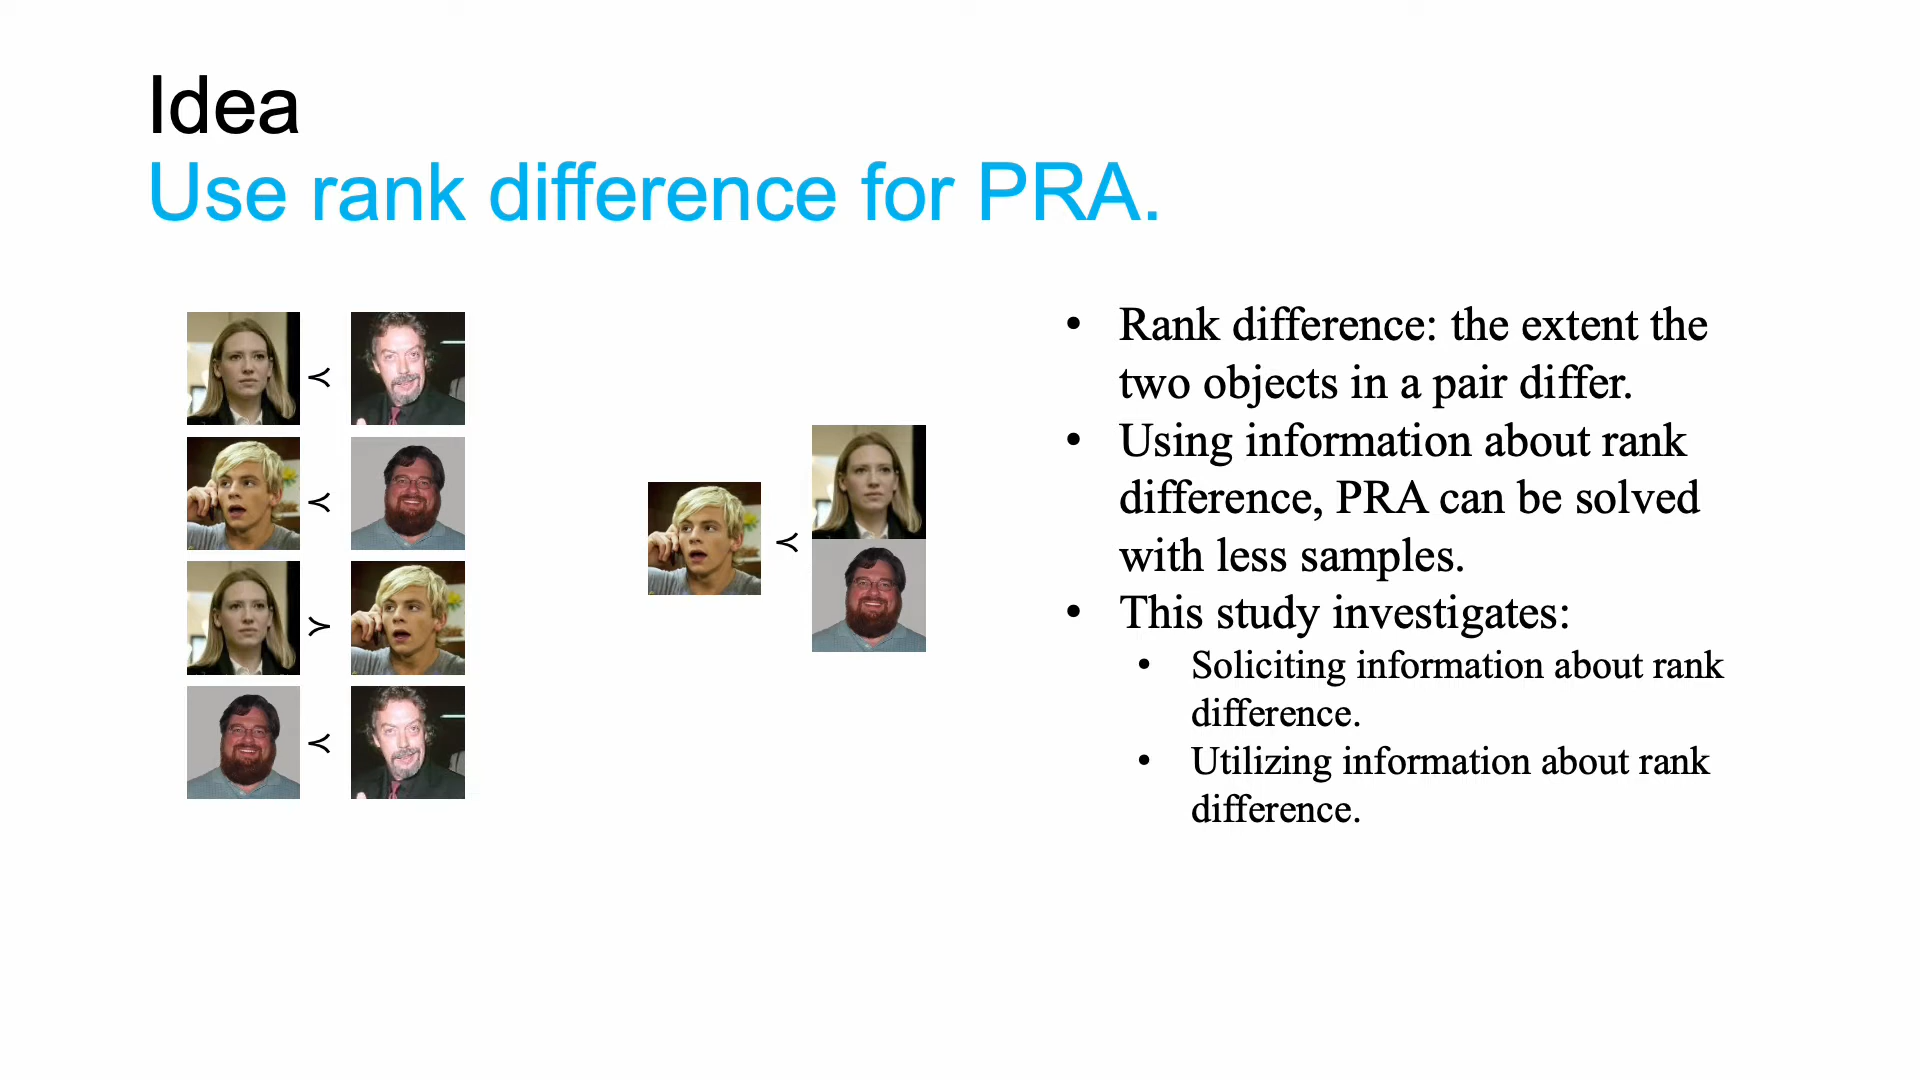 Idea
Use rank difference for PRA.
≺
≺
≻
≺
≺
• Rank difference: the extent the
two objects in a pair differ.
• Using information about rank
difference, PRA can be solved
with less samples.
• This study investigates:
• Soliciting information about rank
difference.
• Utilizing information about rank
difference.